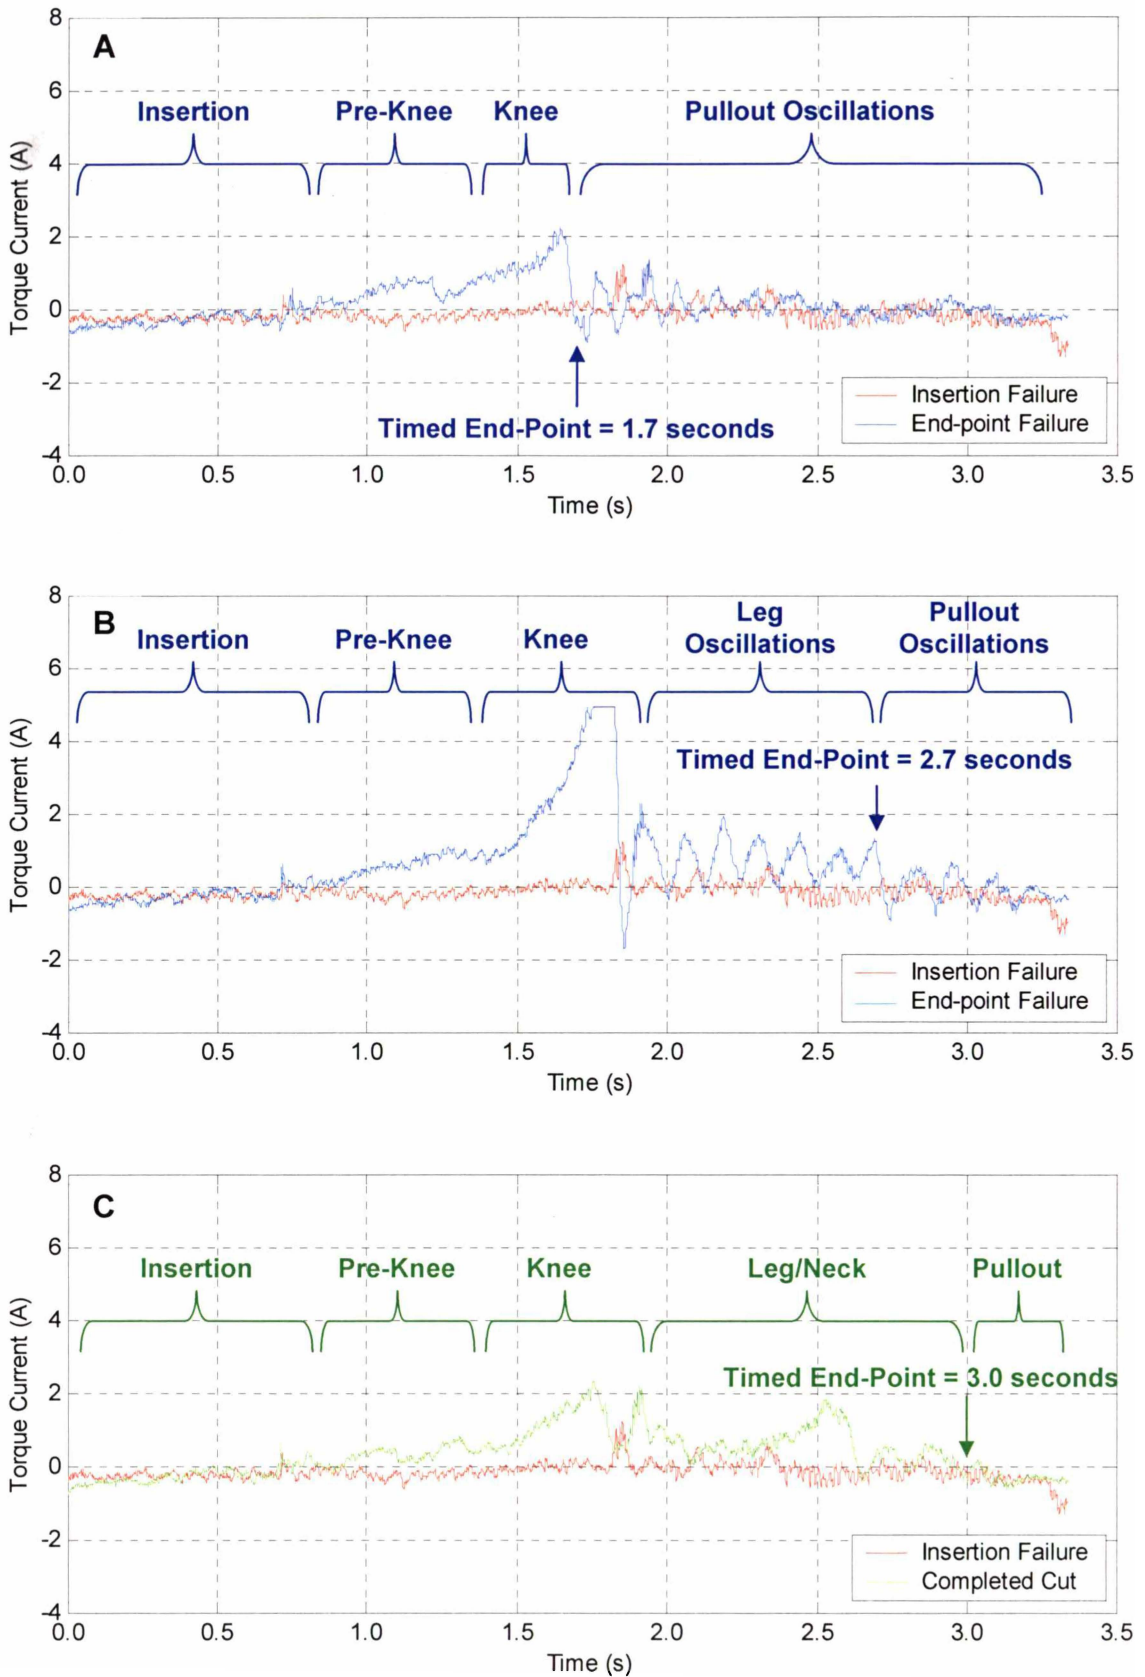 A
8
6
4
2
0
-2
-4
Torque Current (A)
Insertion Pre-Knee Knee Pullout Oscillations
Timed End-Point = 1.7 seconds
Insertion Failure
End-point Failure
0.0 0.5 1.0 1.5 2.0 2.5 3.0 3.5
Time (s)
B
8
6
4
2
0
-2
-4
Torque Current (A)
Insertion Pre-Knee Knee
Leg
Oscillations
Pullout
Oscillations
Timed End-Point = 2.7 seconds
Insertion Failure
End-point Failure
0.0 0.5 1.0 1.5 2.0 2.5 3.0 3.5
Time (s)
C
8
6
4
2
0
-2
-4
Torque Current (A)
Insertion Pre-Knee Knee Leg/Neck Pullout
Timed End-Point = 3.0 seconds
Insertion Failure
Completed Cut
0.0 0.5 1.0 1.5 2.0 2.5 3.0 3.5
Time (s)